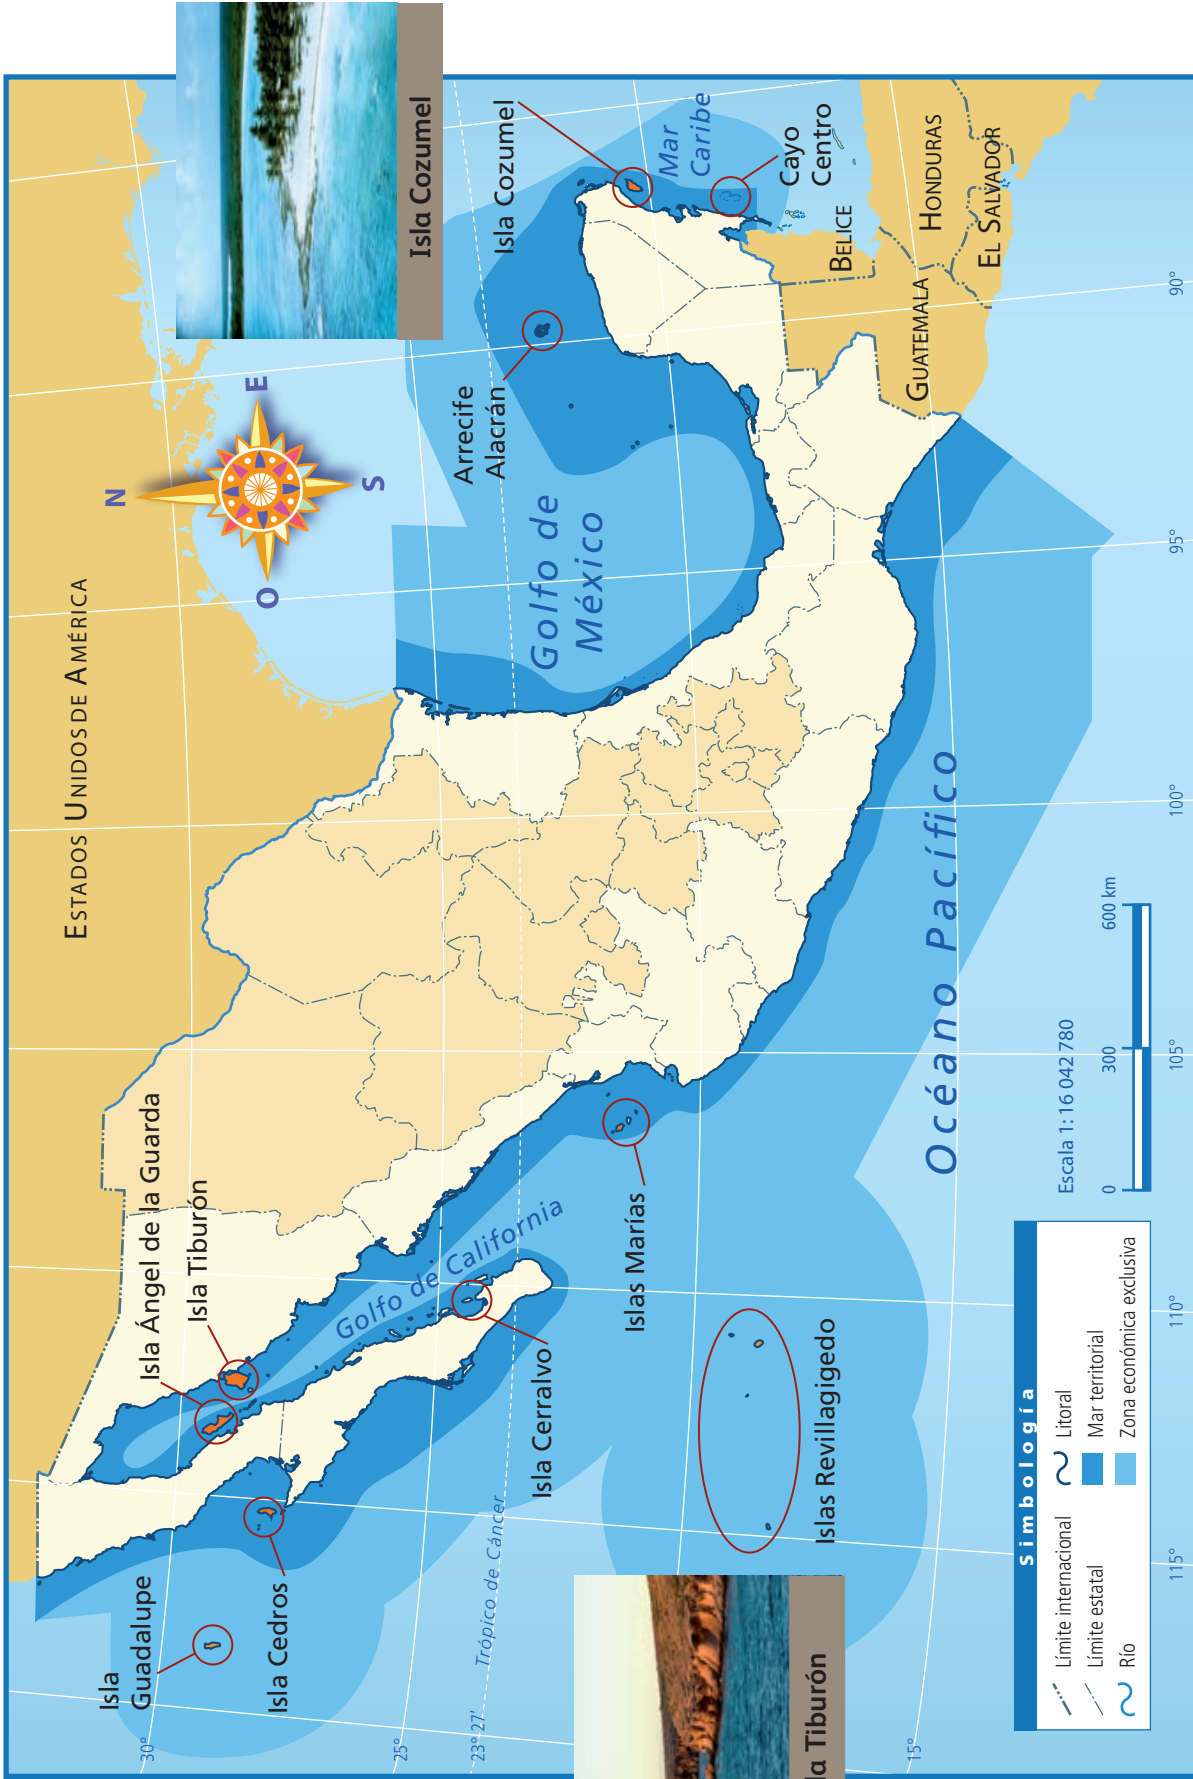 ESTADOS UNIDOS DE AMÉRICA
N
E
S
O
Isla Cozumel
Isla
Guadalupe
Isla Ángel de la Guarda
Isla Tiburón
Isla Cedros
Golfo de California
Isla Cerralvo
Trópico de Cáncer
Islas Marías
Islas Revillagigedo
Golfo de
México
Arrecife
Alacrán
Isla Cozumel
Mar
Caribe
Cayo
Centro
BELICE
GUATEMALA
HONDURAS
EL SALVADOR
Océano Pacífico
la Tiburón
30°
25°
23° 27'
15°
115°
110°
105°
100°
95°
90°
Escala 1: 16 042 780
0 300 600 km
Simbología
Límite internacional
Límite estatal
Río
Litoral
Mar territorial
Zona económica exclusiva